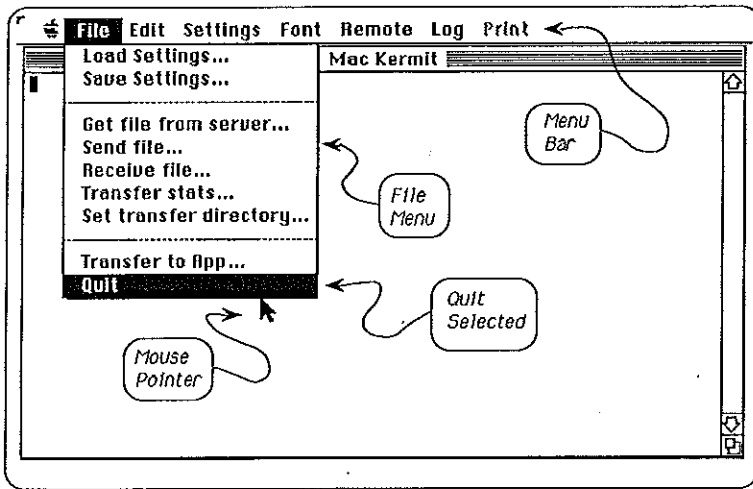 File Edit Settings Font Remote Log Print
Mac Kermit
Load Settings...
Save Settings...
Get file from server...
Send file...
Receive file...
Transfer stats...
Set transfer directory...
Transfer to App...
Quit
Menu
Bar
File
Menu
Quit
Selected
Mouse
Pointer